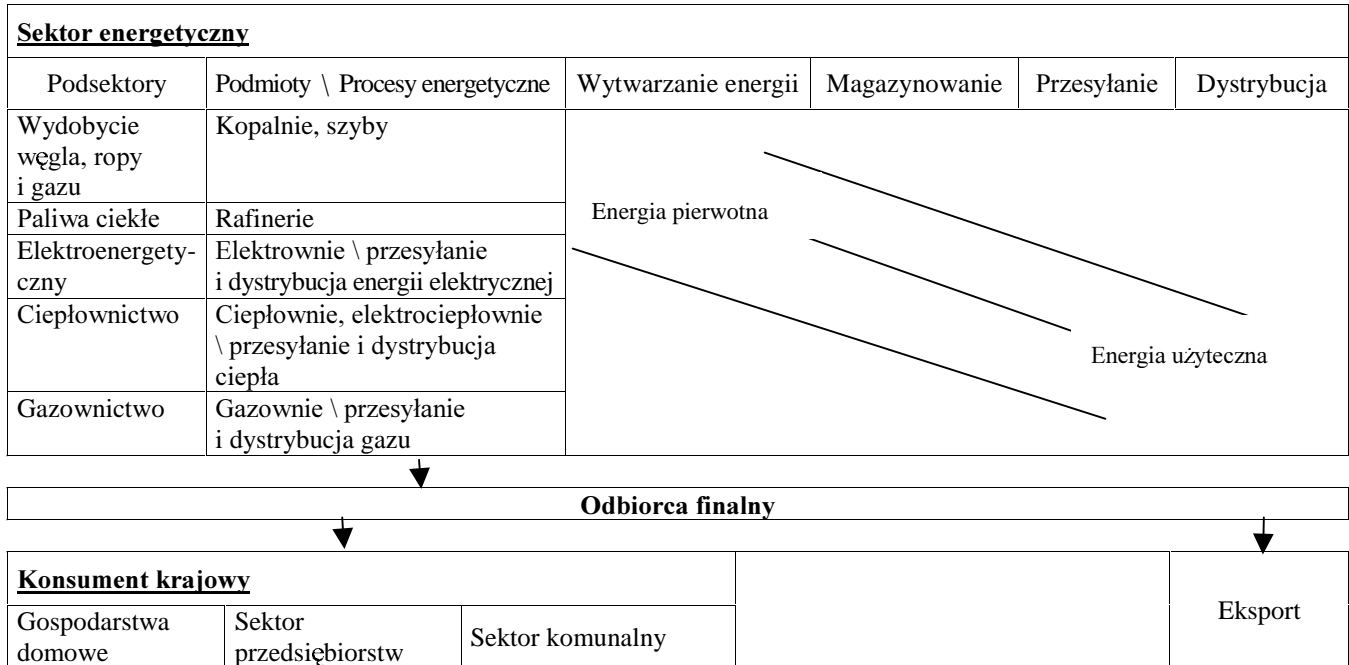 Sektor energetyczny
Podsektory
Podmioty \ Procesy energetyczne
Wytwarzanie energii
Magazynowanie
Przesyłanie
Dystrybucja
Wydobycie
węgla, ropy
i gazu
Kopalnie, szyby
Paliwa ciekłe
Rafinerie
Elektroenergety-
czny
Elektrownie \ przesyłanie
i dystrybucja energii elektrycznej
Ciepłownictwo
Ciepłownie, elektrociepłownie
\ przesyłanie i dystrybucja
ciepła
Gazownictwo
Gazownie \ przesyłanie
i dystrybucja gazu
Energia pierwotna
Energia użyteczna
Odbiorca finalny
Konsument krajowy
Gospodarstwa
domowe
Sektor
przedsiębiorstw
Sektor komunalny
Eksport